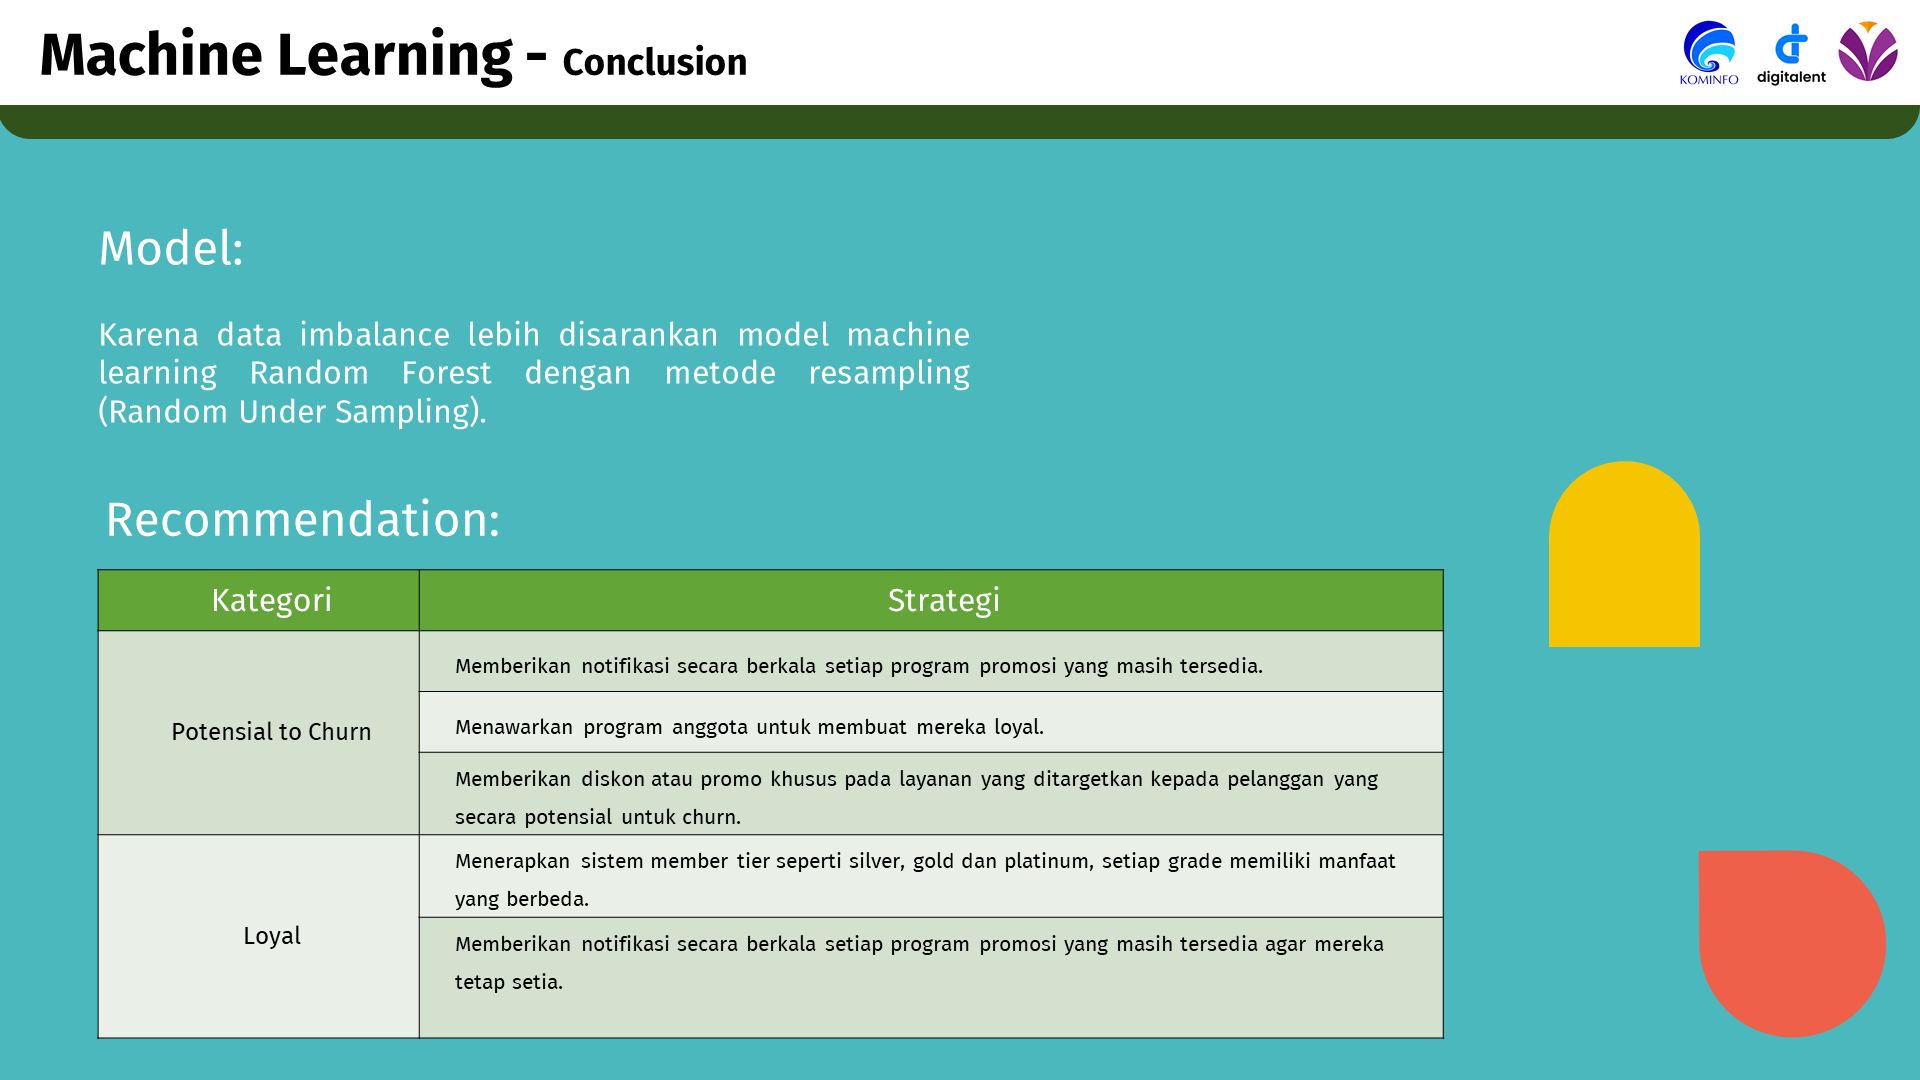 Machine Learning - Conclusion
KOMINFO
digitalent
Model:
Karena data imbalance lebih disarankan model machine
learning Random Forest dengan metode resampling
(Random Under Sampling).
Recommendation:
Kategori
Strategi
Potensial to Churn
Memberikan notifikasi secara berkala setiap program promosi yang masih tersedia.
Menawarkan program anggota untuk membuat mereka loyal.
Memberikan diskon atau promo khusus pada layanan yang ditargetkan kepada pelanggan yang
secara potensial untuk churn.
Loyal
Menerapkan sistem member tier seperti silver, gold dan platinum, setiap grade memiliki manfaat
yang berbeda.
Memberikan notifikasi secara berkala setiap program promosi yang masih tersedia agar mereka
tetap setia.